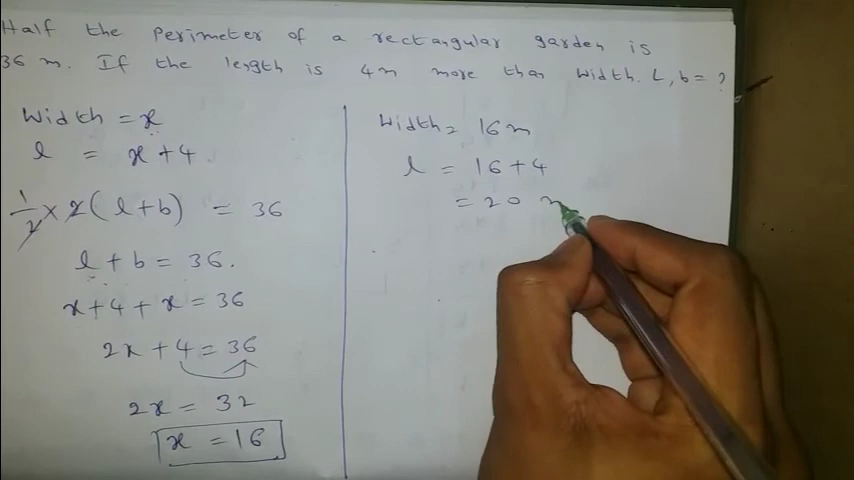 Half the perimeter of a rectangular garden is
36 m. If the length is 4m more than width. L, b = ?
Width = x
l = x + 4
1/2 × 2 ( l + b ) = 36
l + b = 36.
x + 4 + x = 36
2x + 4 = 36
2x = 32
x = 16
Width = 16 m
l = 16 + 4
= 20 m